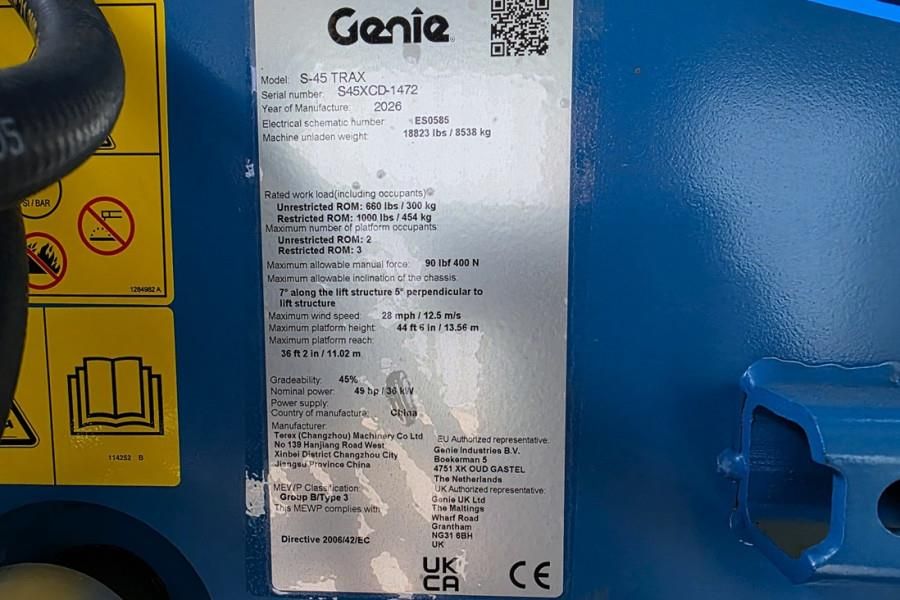 Genie
Model: S-45 TRAX
Serial number: S45XCD-1472
Year of Manufacture: 2026
Electrical schematic number: ES0585
Machine unladen weight: 18823 lbs / 8538 kg
Rated work load(including occupants)
Unrestricted ROM: 660 lbs / 300 kg
Restricted ROM: 1000 lbs / 454 kg
Maximum number of platform occupants
Unrestricted ROM: 2
Restricted ROM: 3
Maximum allowable manual force: 90 lbf 400 N
Maximum allowable inclination of the chassis:
7° along the lift structure 5° perpendicular to
lift structure
Maximum wind speed: 28 mph / 12.5 m/s
Maximum platform height: 44 ft 6 in / 13.56 m
Maximum platform reach:
36 ft 2 in / 11.02 m
Gradeability: 45%
Nominal power: 49 hp / 36 kW
Power supply:
Country of manufacture: China
Manufacturer:
Terex (Changzhou) Machinery Co Ltd
No 139 Hanjiang Road West
Xinbei District Changzhou City
Jiangsu Province China
MEWP Classification:
Group B/Type 3
This MEWP complies with
Directive 2006/42/EC
EU Authorized representative:
Genie Industries B.V.
Boekerman 5
4751 XK OUD GASTEL
The Netherlands
UK Authorized representative:
Genie UK Ltd
The Maltings
Wharf Road
Grantham
NG31 6BH
UK
UK
CA
CE
SI / BAR
1284982 A
114252 B